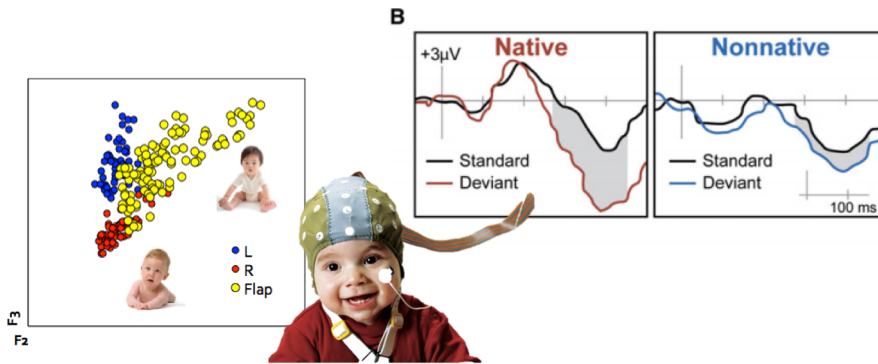 B
Native
Nonnative
+3μV
Standard
Deviant
Standard
Deviant
100 ms
L
R
Flap
F3
F2